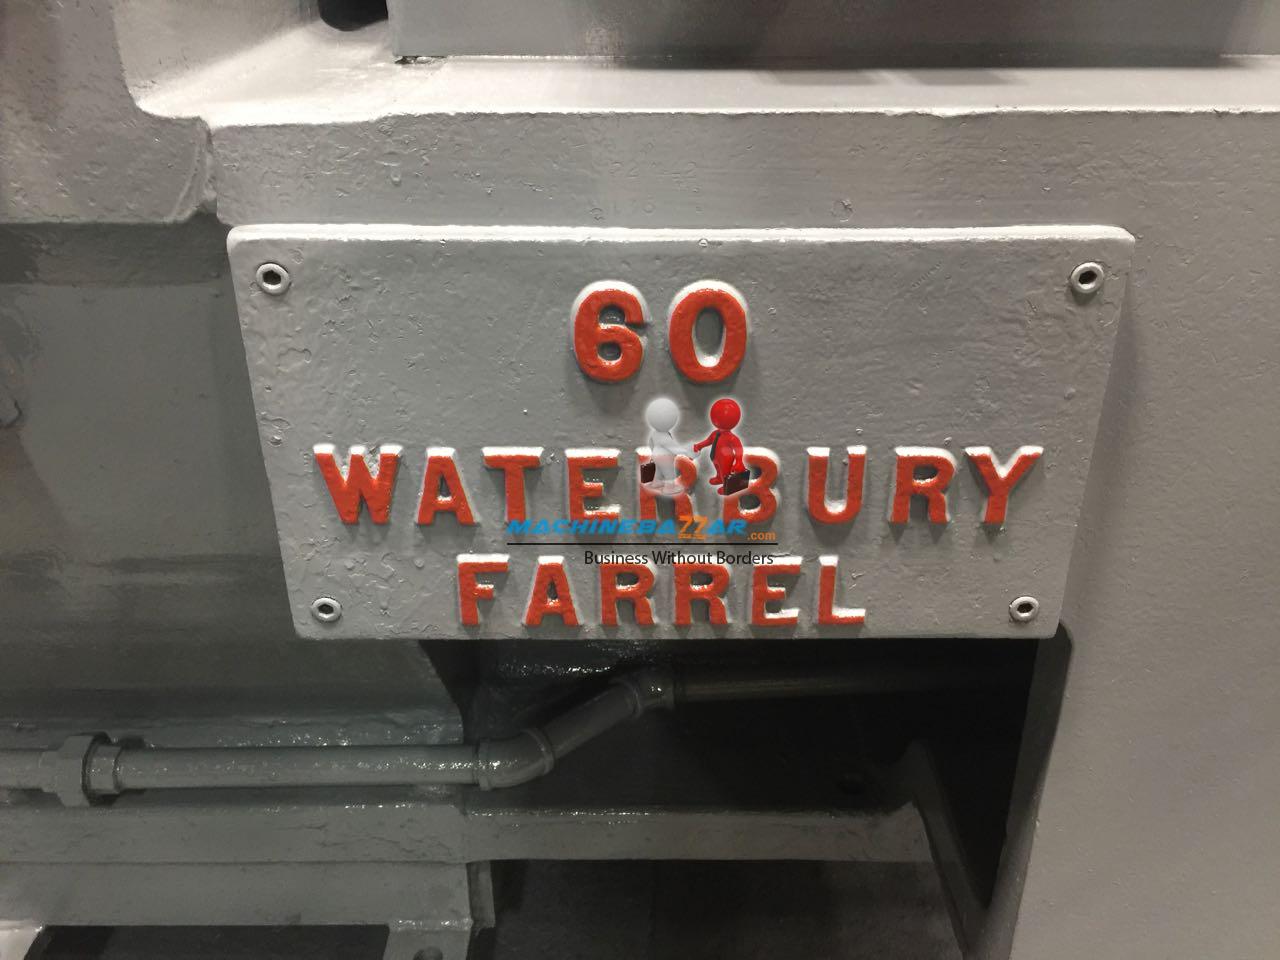 60
WATERBURY
MACHINEBAZZAR.com
Business Without Borders
FARREL